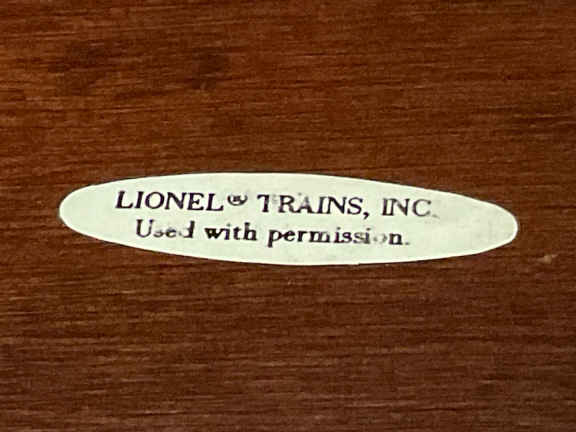 LIONEL® TRAINS, INC.
Used with permission.